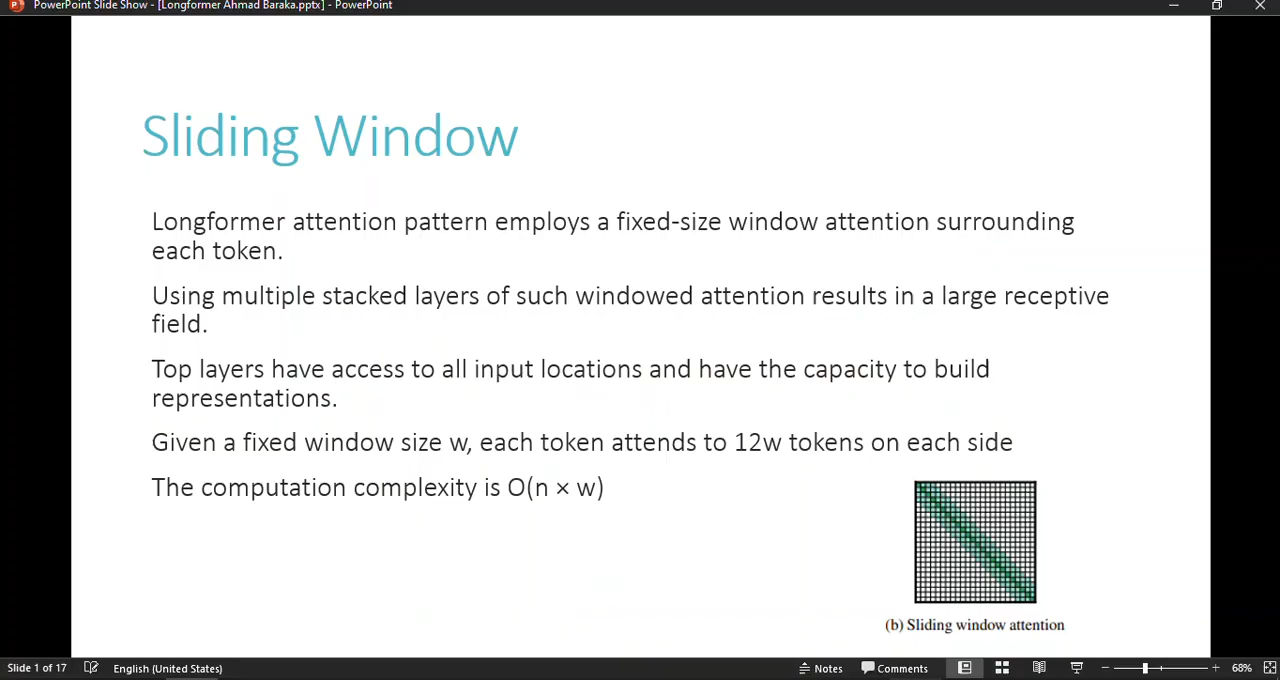 PowerPoint Slide Show - [Longformer Ahmad Baraka.pptx] - PowerPoint
Sliding Window
Longformer attention pattern employs a fixed-size window attention surrounding
each token.
Using multiple stacked layers of such windowed attention results in a large receptive
field.
Top layers have access to all input locations and have the capacity to build
representations.
Given a fixed window size w, each token attends to 12w tokens on each side
The computation complexity is O(n × w)
(b) Sliding window attention
Slide 1 of 17 English (United States) Notes Comments 68%